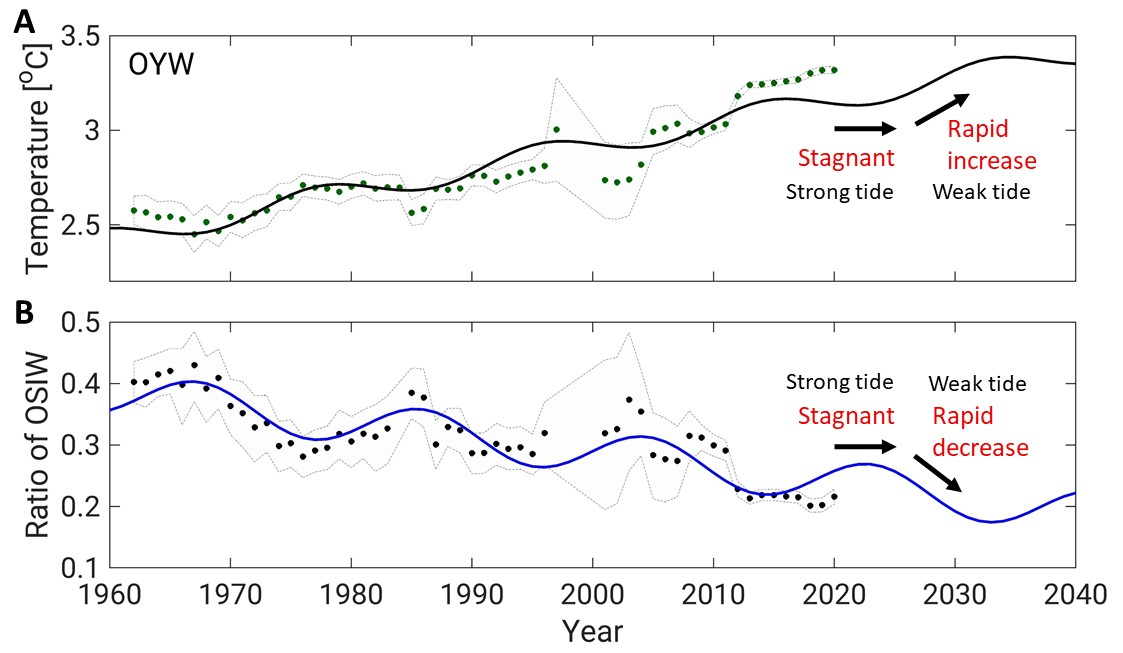 A
3.5
3
2.5
Temperature [°C]
OYW
Stagnant
Strong tide
Rapid
increase
Weak tide
B
0.5
0.4
0.3
0.2
0.1
Ratio of OSIW
Strong tide
Stagnant
Weak tide
Rapid
decrease
1960 1970 1980 1990 2000 2010 2020 2030 2040
Year